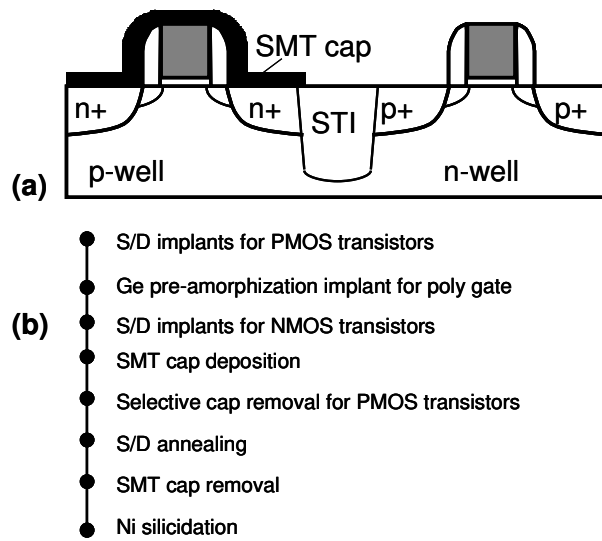 SMT cap
n+ n+ STI p+ p+
(a) p-well n-well
S/D implants for PMOS transistors
Ge pre-amorphization implant for poly gate
(b) S/D implants for NMOS transistors
SMT cap deposition
Selective cap removal for PMOS transistors
S/D annealing
SMT cap removal
Ni silicidation